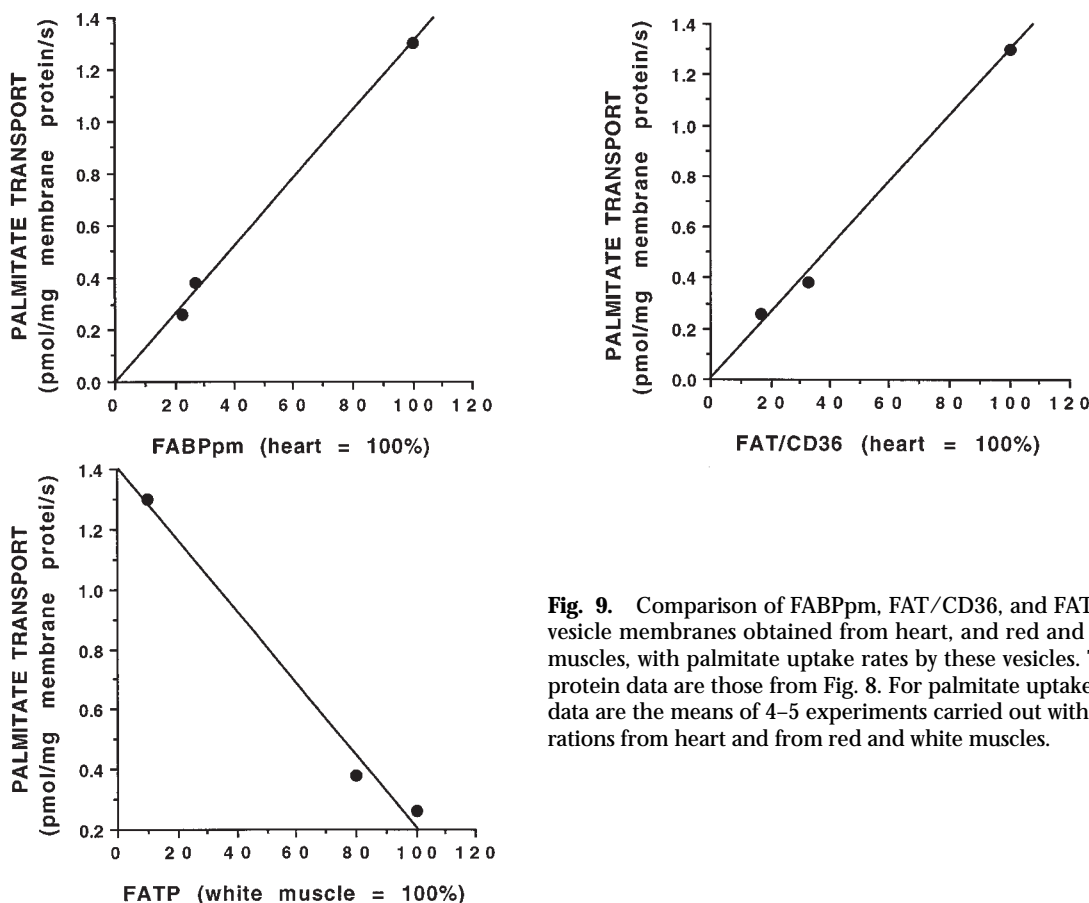 PALMITATE TRANSPORT
(pmol/mg membrane protein/s)
1.4
1.2
1.0
0.8
0.6
0.4
0.2
0.0
0 20 40 60 80 100 120
FABPpm (heart = 100%)
PALMITATE TRANSPORT
(pmol/mg membrane protein/s)
1.4
1.2
1.0
0.8
0.6
0.4
0.2
0.0
0 20 40 60 80 100 120
FAT/CD36 (heart = 100%)
PALMITATE TRANSPORT
(pmol/mg membrane protei/s)
1.4
1.2
1.0
0.8
0.6
0.4
0.2
0 20 40 60 80 100 120
FATP (white muscle = 100%)
Fig. 9. Comparison of FABPpm, FAT/CD36, and FAT
vesicle membranes obtained from heart, and red and
muscles, with palmitate uptake rates by these vesicles.
protein data are those from Fig. 8. For palmitate uptake
data are the means of 4–5 experiments carried out with
rations from heart and from red and white muscles.